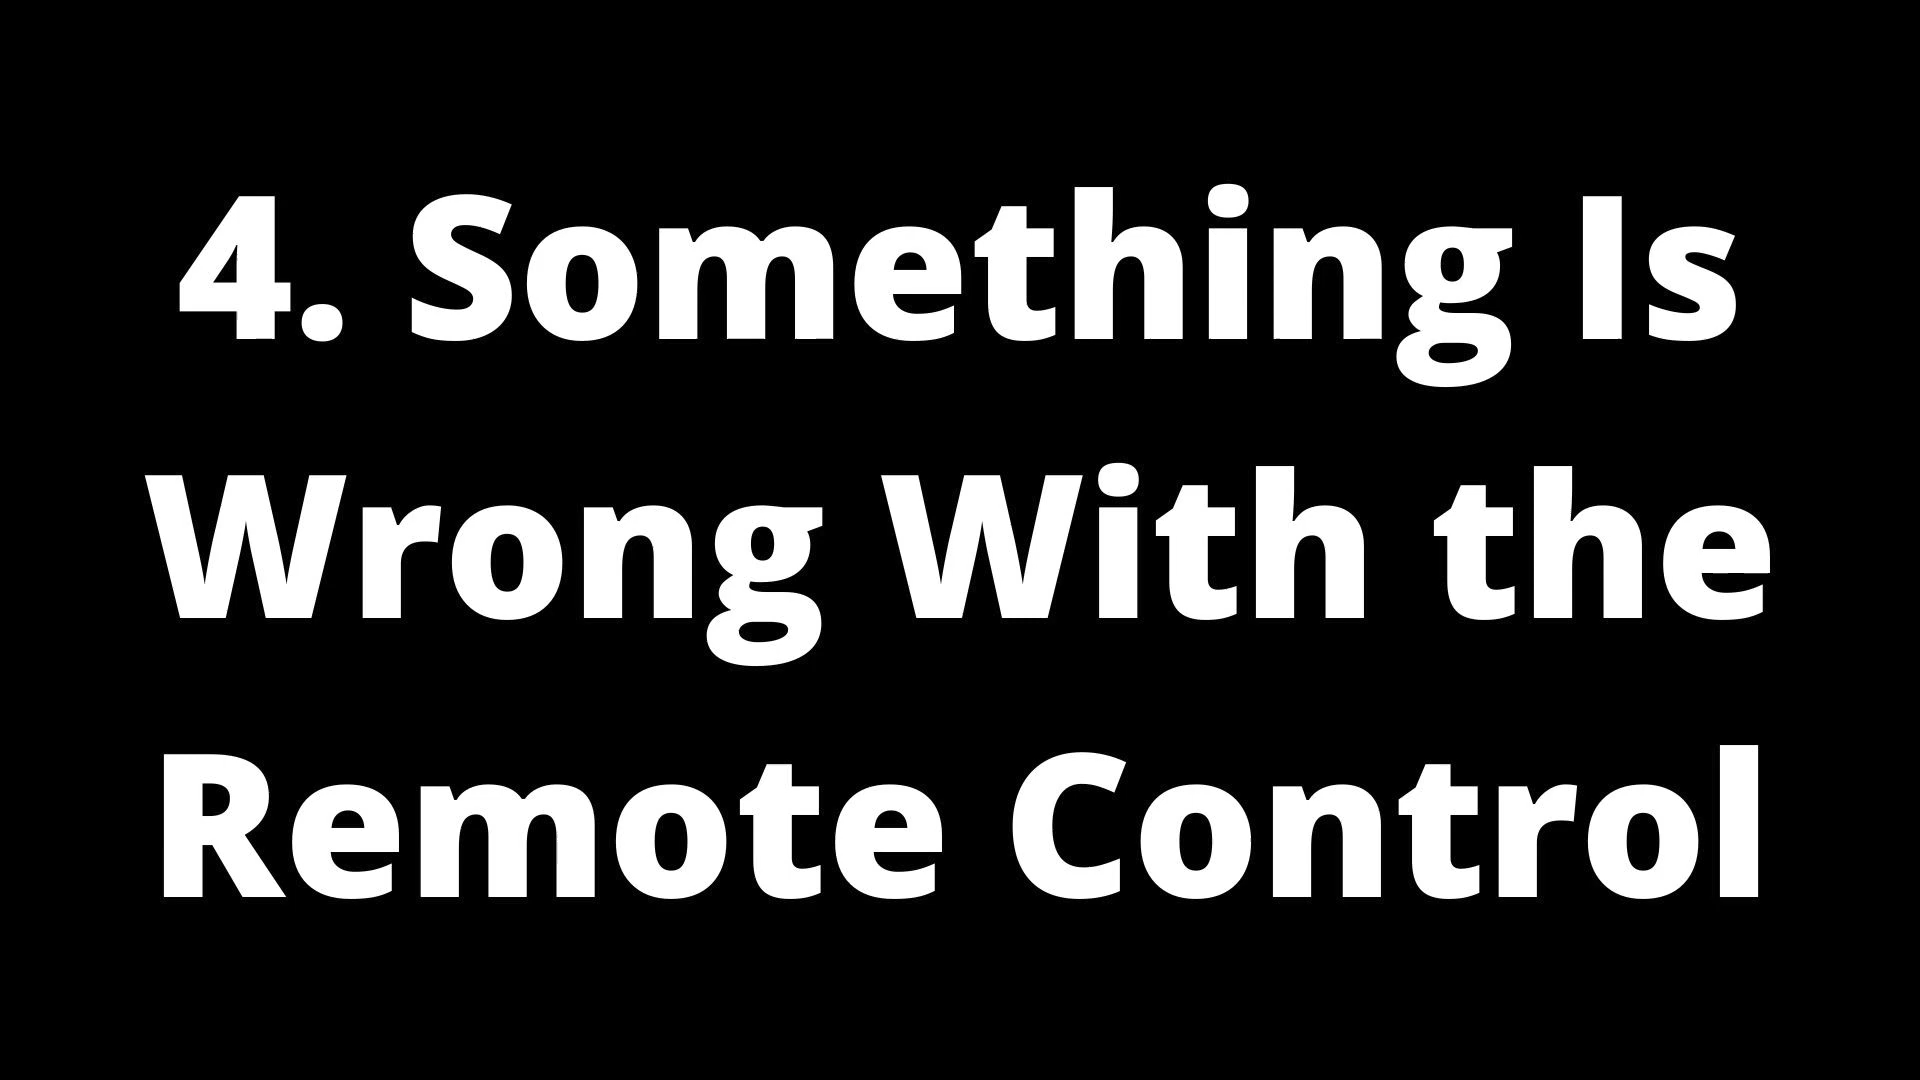 4. Something Is
Wrong With the
Remote Control